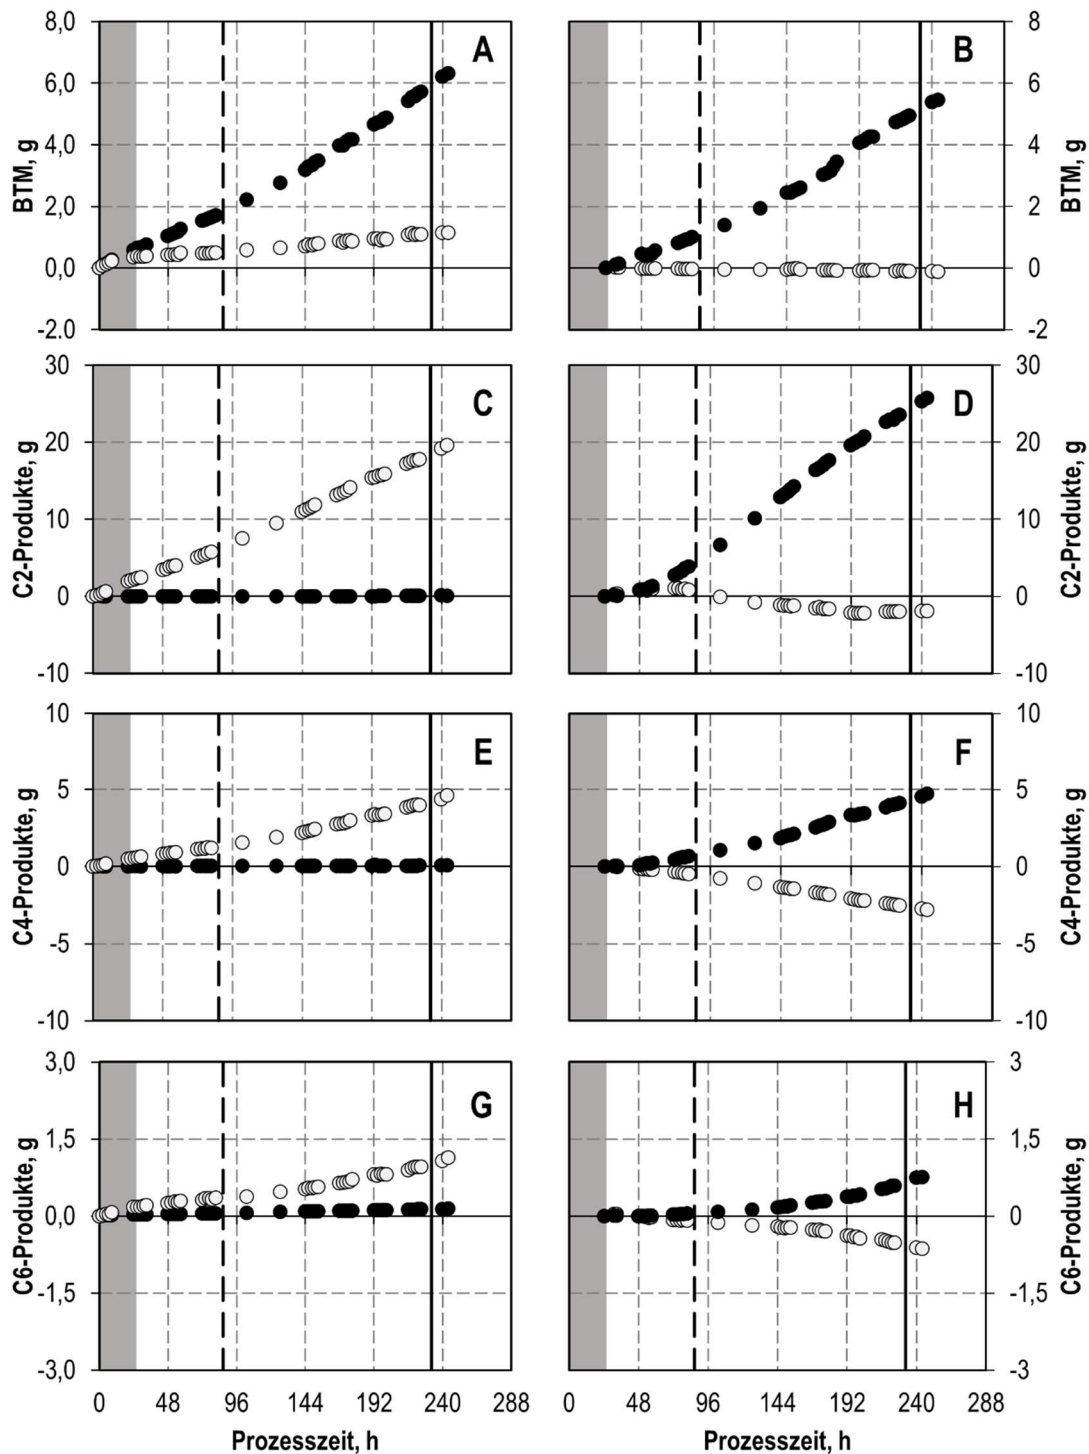 8,0
6,0
4,0
2,0
0,0
-2.0
BTM, g
A
B
8
6
4
2
0
-2
BTM, g
30
20
10
0
-10
C2-Produkte, g
C
D
30
20
10
0
-10
C2-Produkte, g
10
5
0
-5
-10
C4-Produkte, g
E
F
10
5
0
-5
-10
C4-Produkte, g
3,0
1,5
0,0
-1,5
-3,0
C6-Produkte, g
G
H
3
1,5
0
-1,5
-3
C6-Produkte, g
0 48 96 144 192 240 288
0 48 96 144 192 240 288
Prozesszeit, h
Prozesszeit, h